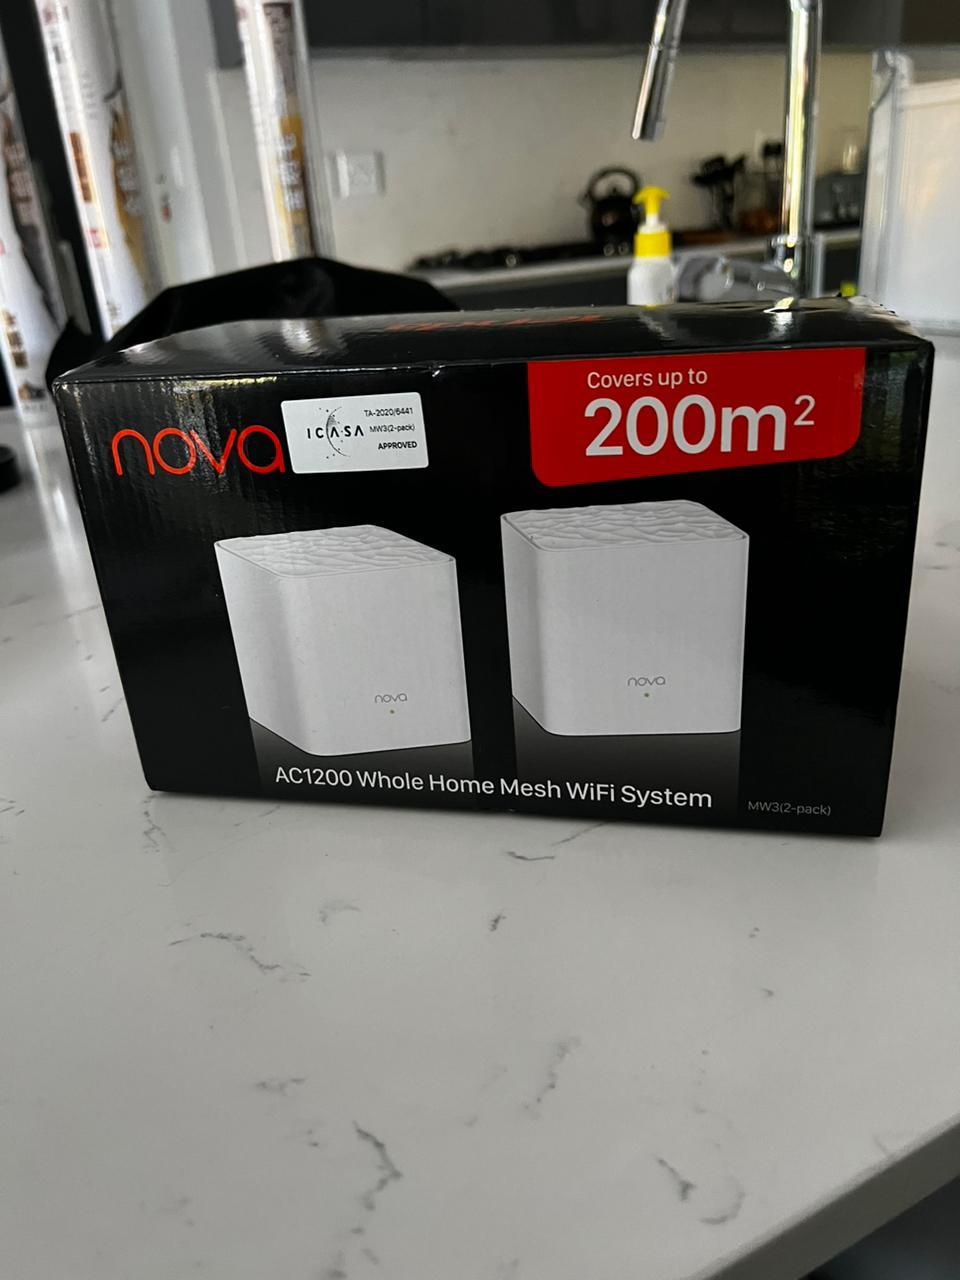 nova
ICASA
TA-2020/6441
MW3(2-pack)
APPROVED
Covers up to
200m²
nova
nova
AC1200 Whole Home Mesh WiFi System
MW3(2-pack)